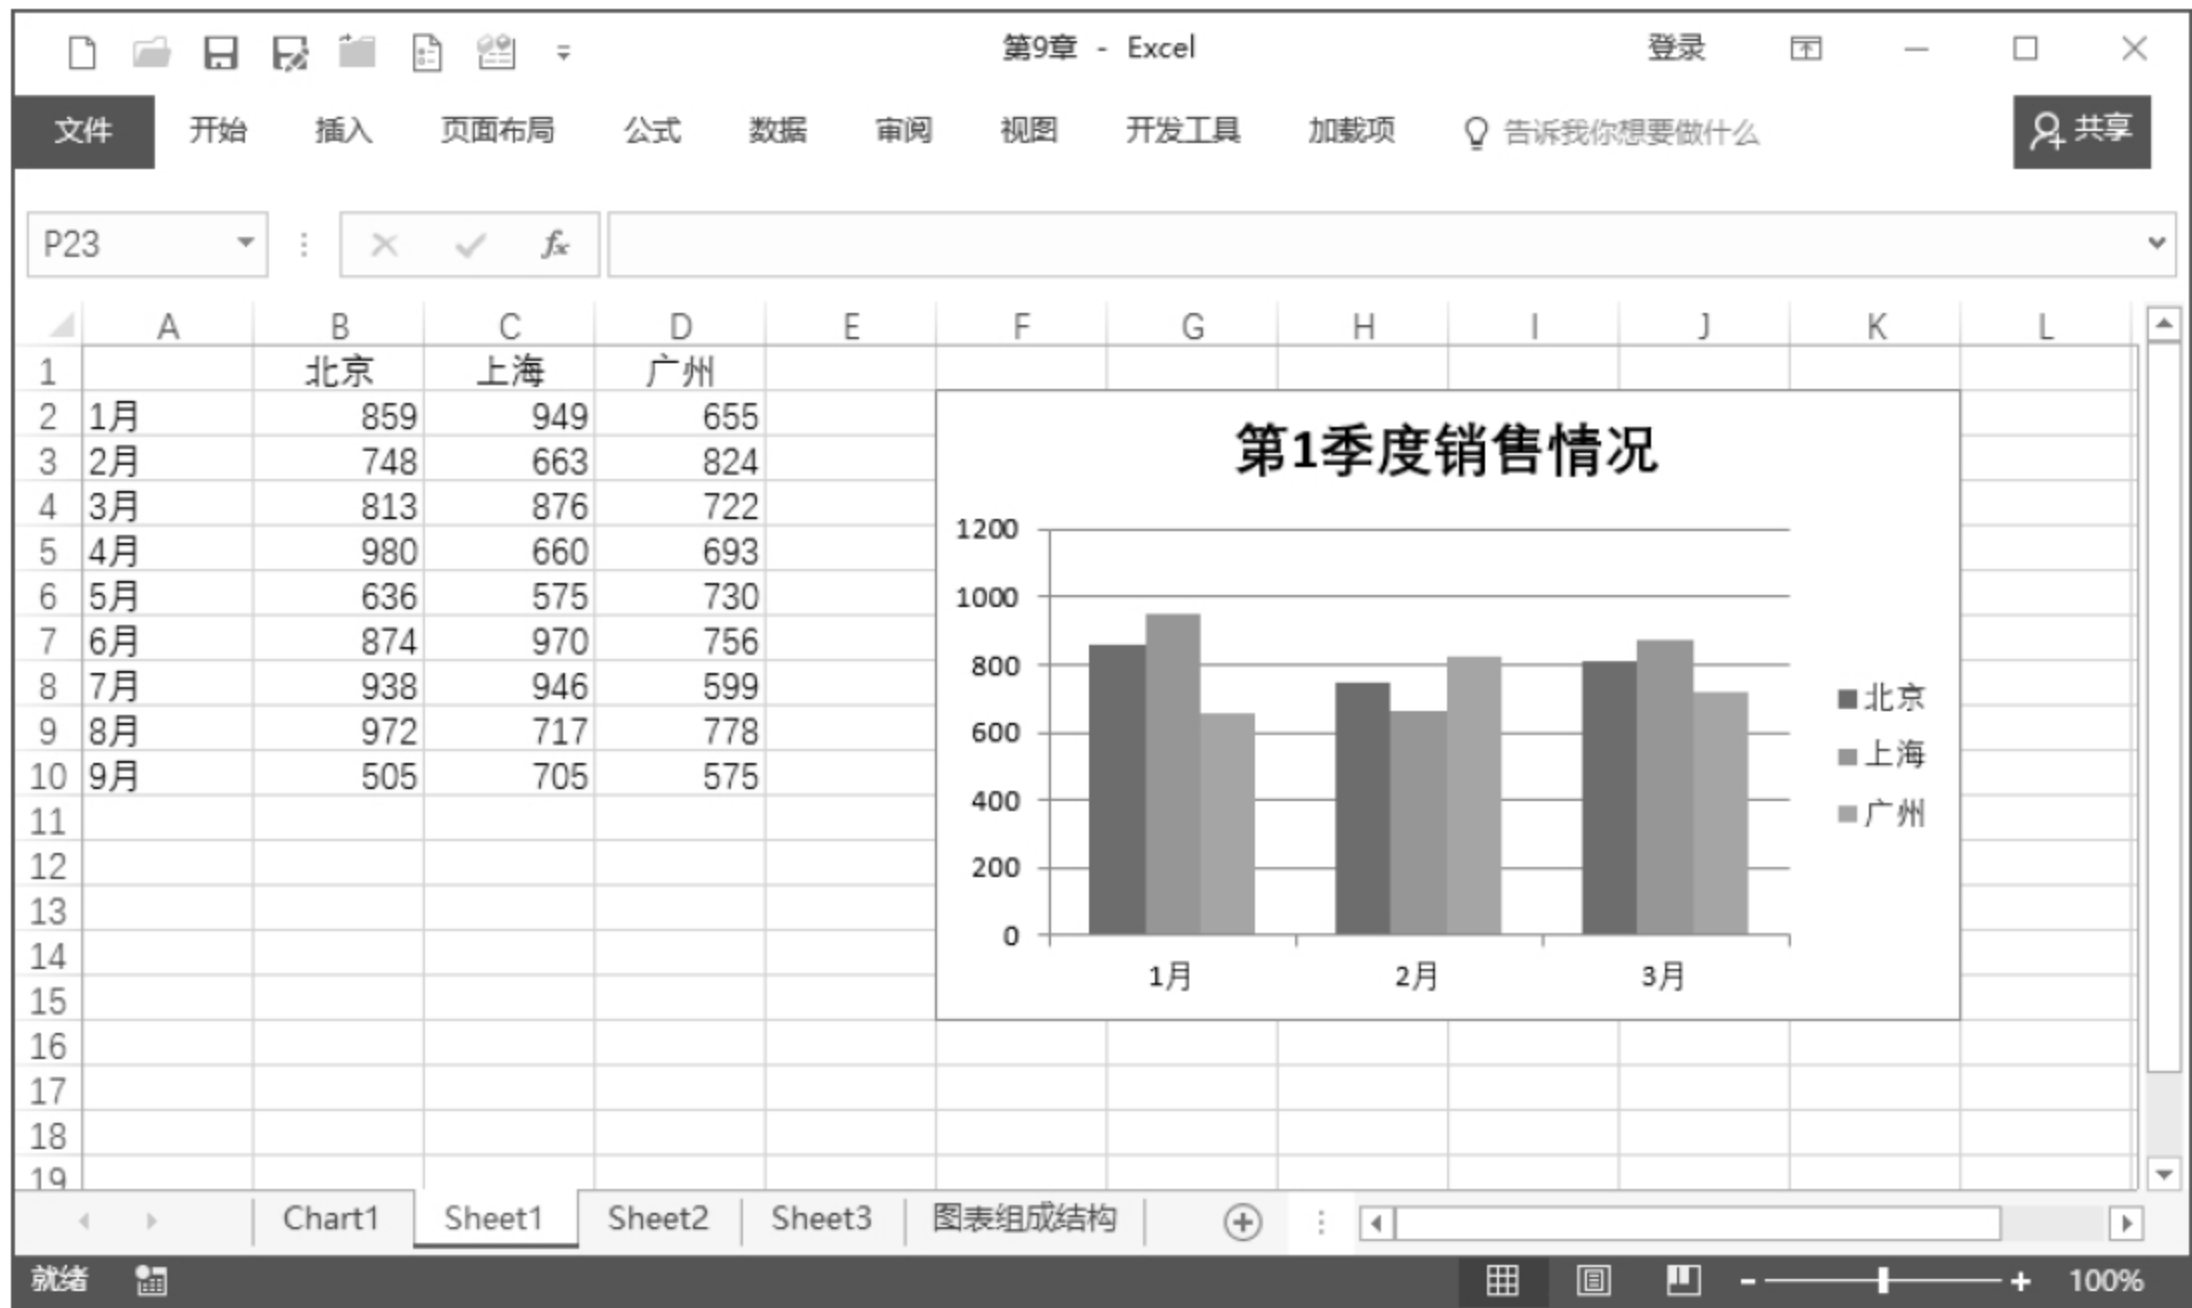 第9章 - Excel 登录
文件 开始 插入 页面布局 公式 数据 审阅 视图 开发工具 加载项 告诉我你想要做什么 共享
P23 fx
A B C D E F G H I J K L
1 北京 上海 广州
2 1月 859 949 655
3 2月 748 663 824
4 3月 813 876 722
5 4月 980 660 693
6 5月 636 575 730
7 6月 874 970 756
8 7月 938 946 599
9 8月 972 717 778
10 9月 505 705 575
11
12
13
14
15
16
17
18
19
第1季度销售情况
1200
1000
800
600
400
200
0
1月 2月 3月
北京
上海
广州
Chart1 Sheet1 Sheet2 Sheet3 图表组成结构
就绪 100%